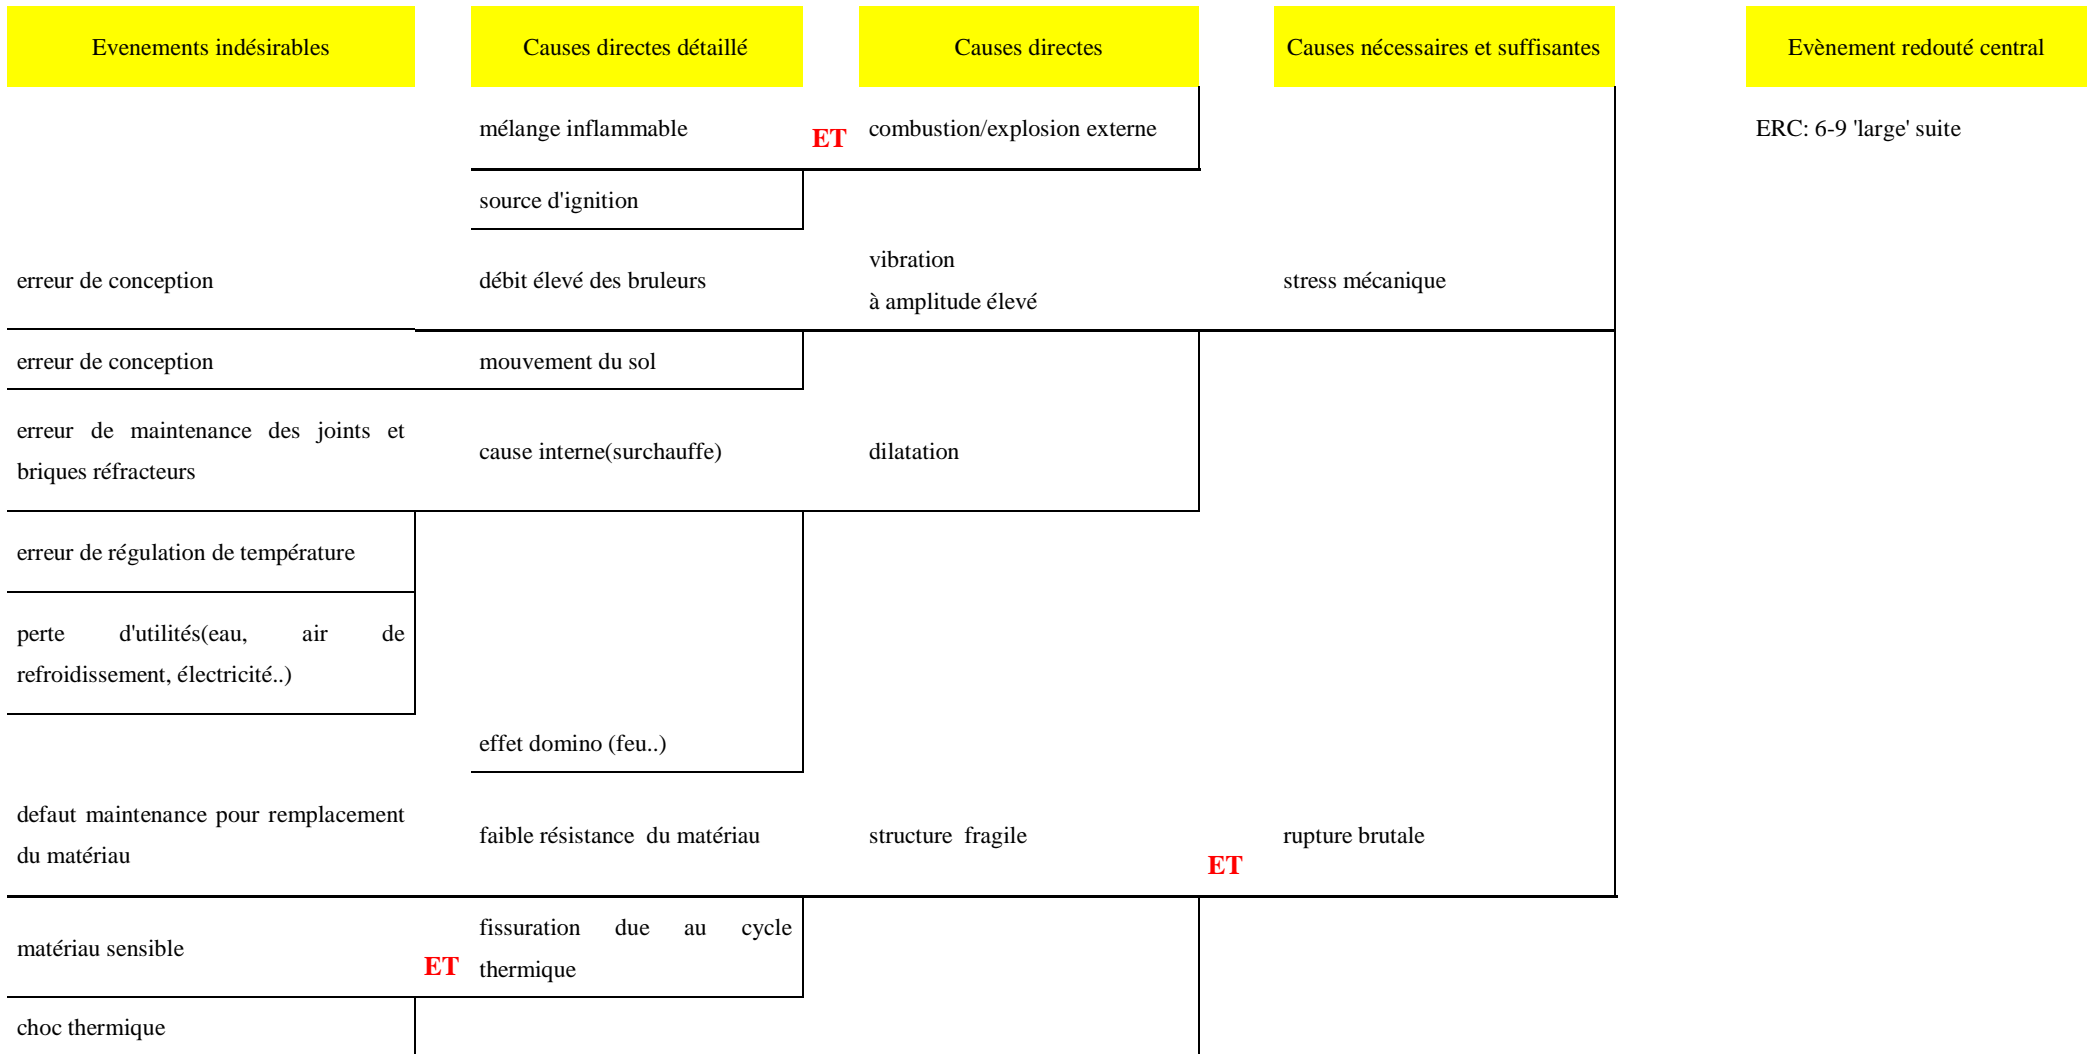 Evenements indésirables
Causes directes détaillé
Causes directes
Causes nécessaires et suffisantes
Evènement redouté central
mélange inflammable
ET
combustion/explosion externe
ERC: 6-9 'large' suite
source d'ignition
erreur de conception
débit élevé des bruleurs
vibration
à amplitude élevé
stress mécanique
erreur de conception
mouvement du sol
erreur de maintenance des joints et
briques réfracteurs
cause interne(surchauffe)
dilatation
erreur de régulation de température
perte d'utilités(eau, air de
refroidissement, électricité..)
effet domino (feu..)
defaut maintenance pour remplacement
du matériau
faible résistance du matériau
structure fragile
ET
rupture brutale
matériau sensible
ET
fissuration due au cycle
thermique
choc thermique